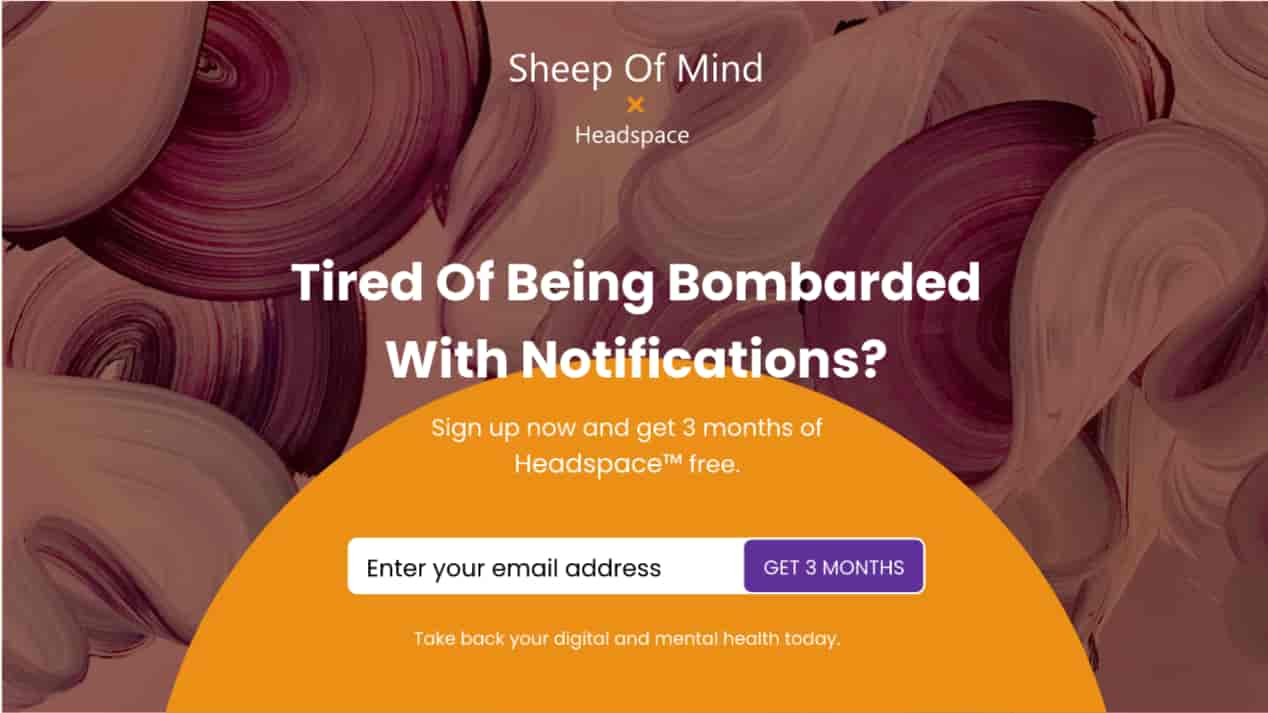 Sheep Of Mind
×
Headspace
Tired Of Being Bombarded
With Notifications?
Sign up now and get 3 months of
Headspace™ free.
Enter your email address
GET 3 MONTHS
Take back your digital and mental health today.